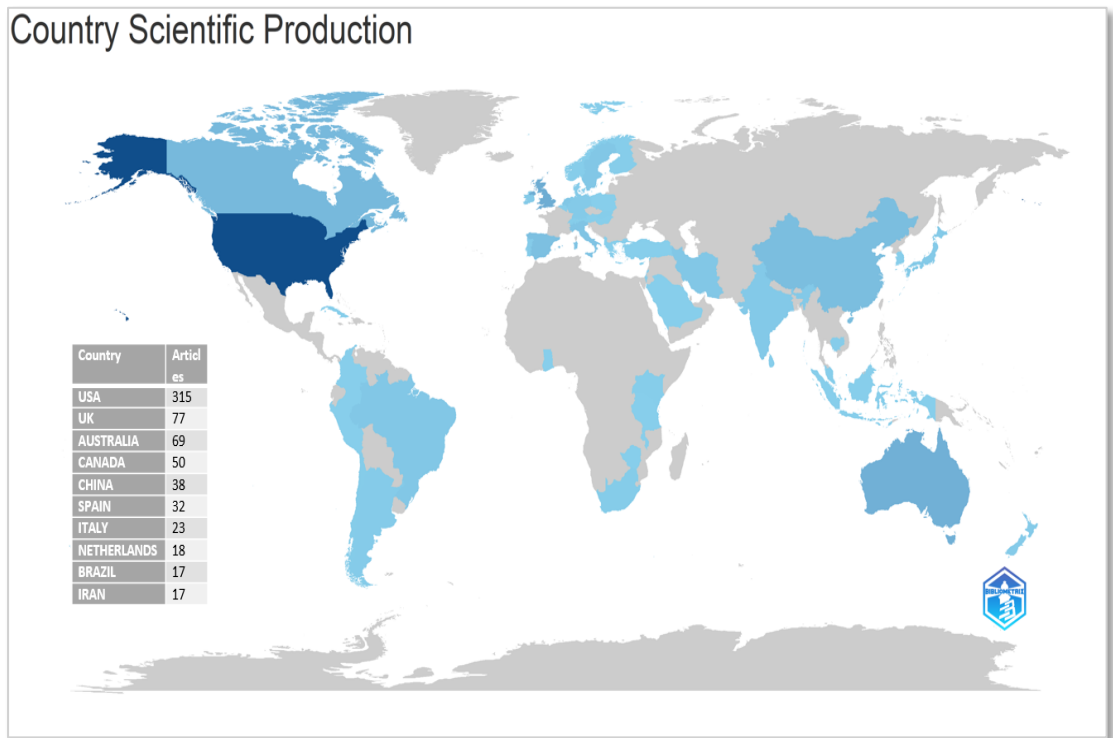 Country Scientific Production
Country Articl
es
USA 315
UK 77
AUSTRALIA 69
CANADA 50
CHINA 38
SPAIN 32
ITALY 23
NETHERLANDS 18
BRAZIL 17
IRAN 17
BIBLIOMETRIX